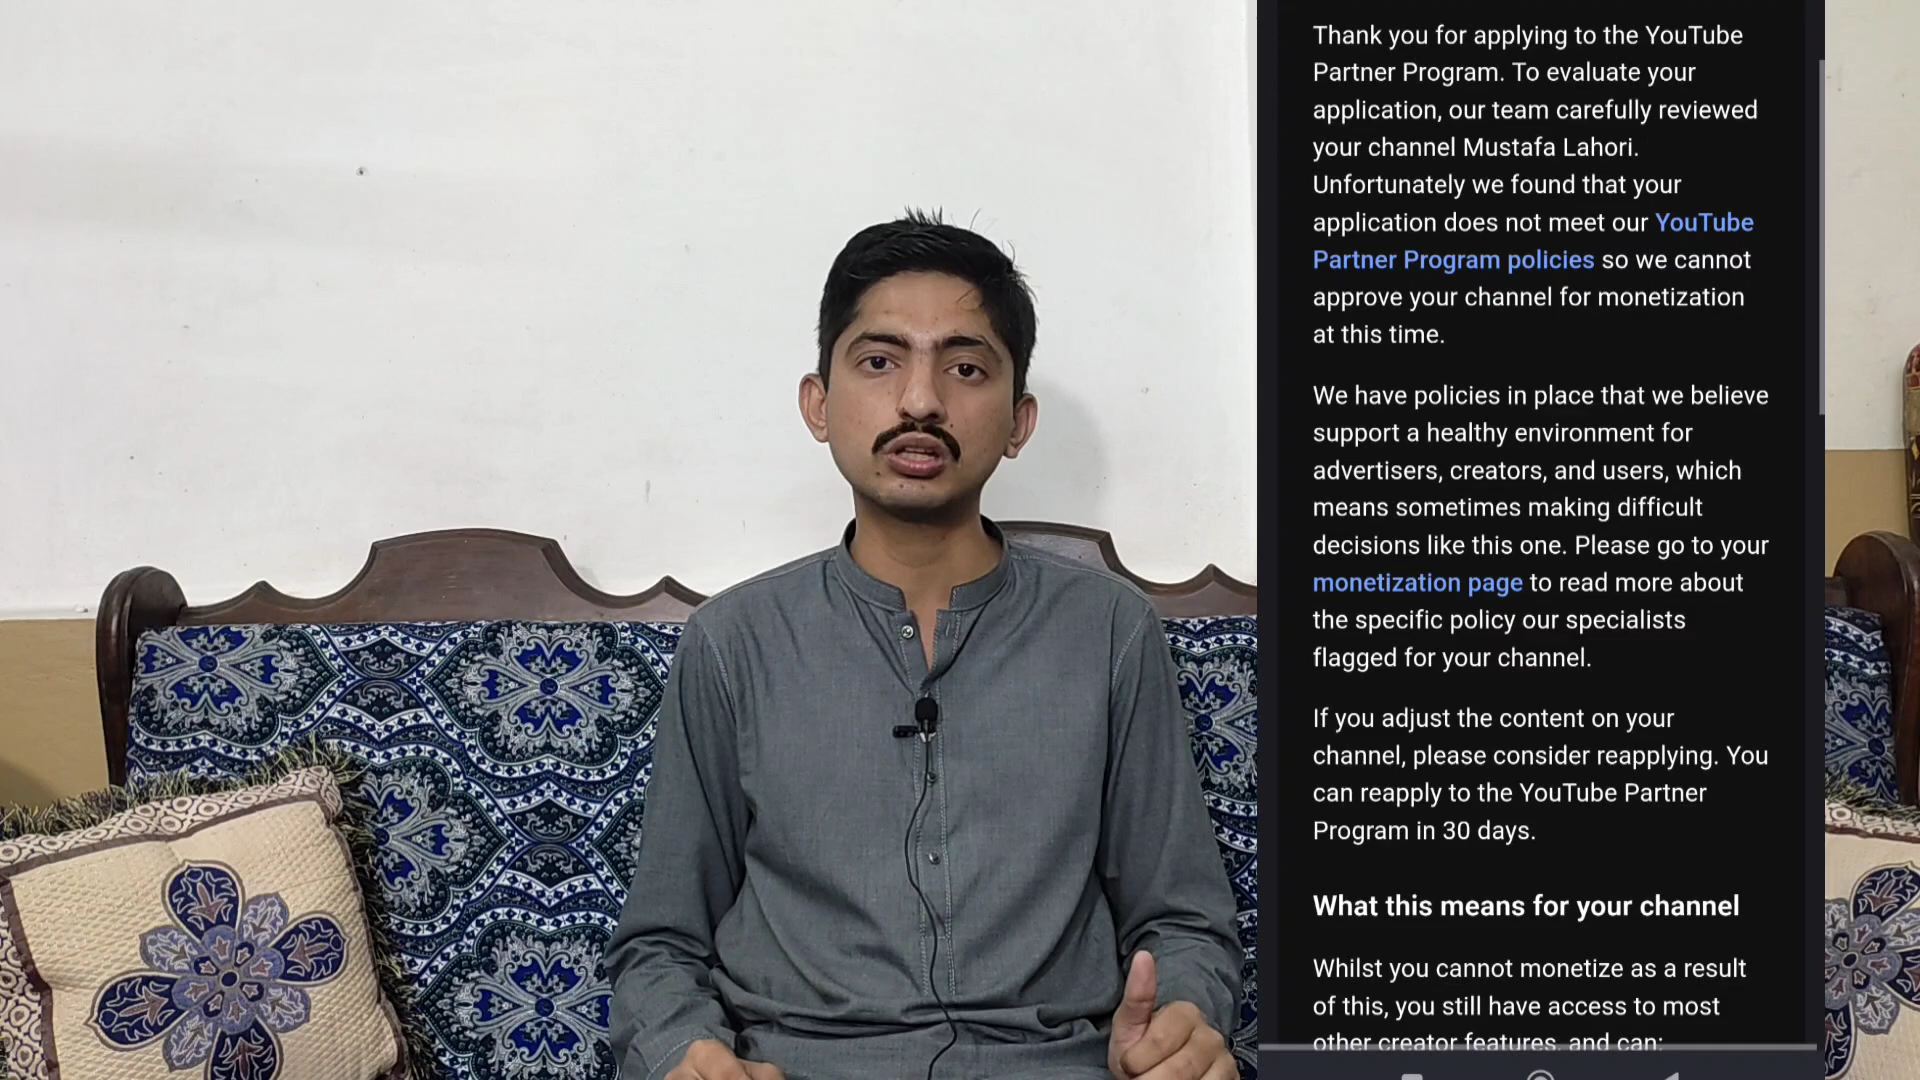 Thank you for applying to the YouTube
Partner Program. To evaluate your
application, our team carefully reviewed
your channel Mustafa Lahori.
Unfortunately we found that your
application does not meet our YouTube
Partner Program policies so we cannot
approve your channel for monetization
at this time.
We have policies in place that we believe
support a healthy environment for
advertisers, creators, and users, which
means sometimes making difficult
decisions like this one. Please go to your
monetization page to read more about
the specific policy our specialists
flagged for your channel.
If you adjust the content on your
channel, please consider reapplying. You
can reapply to the YouTube Partner
Program in 30 days.
What this means for your channel
Whilst you cannot monetize as a result
of this, you still have access to most
other creator features, and can: